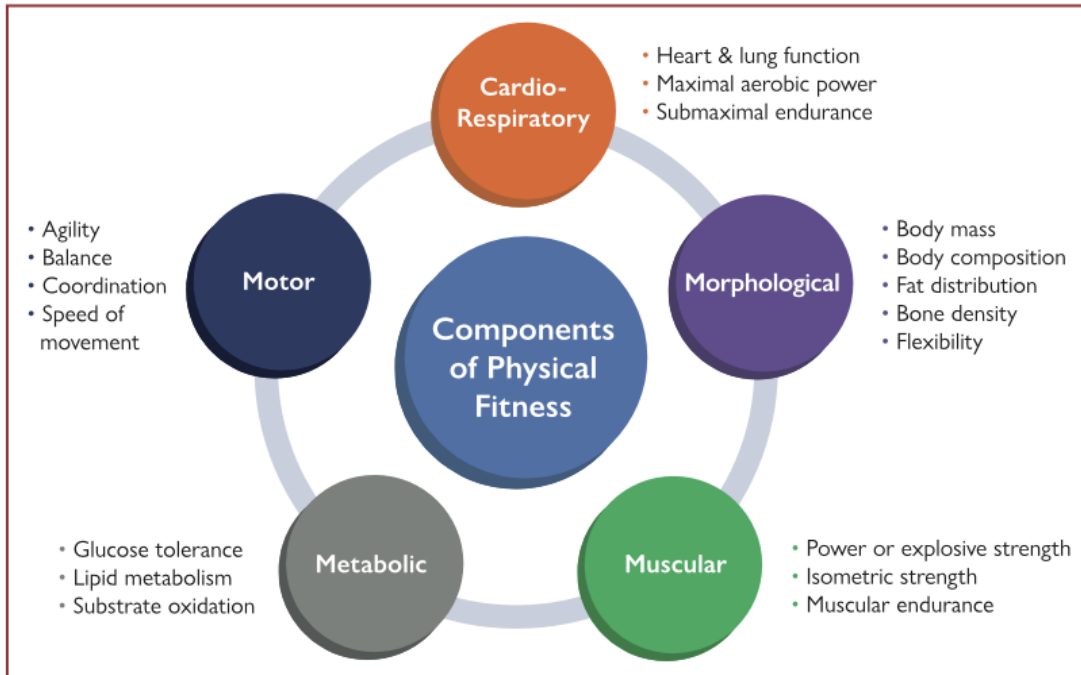 Cardio-
Respiratory
• Heart & lung function
• Maximal aerobic power
• Submaximal endurance
Morphological
• Body mass
• Body composition
• Fat distribution
• Bone density
• Flexibility
Muscular
• Power or explosive strength
• Isometric strength
• Muscular endurance
Metabolic
• Glucose tolerance
• Lipid metabolism
• Substrate oxidation
Motor
• Agility
• Balance
• Coordination
• Speed of
movement
Components
of Physical
Fitness